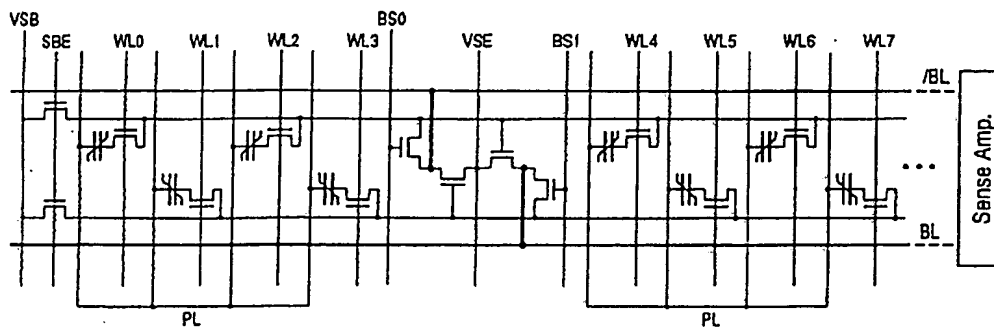 VSB
BS0
SBE WL0 WL1 WL2 WL3 VSE BS1 WL4 WL5 WL6 WL7
/BL
Sense Amp.
BL
PL PL